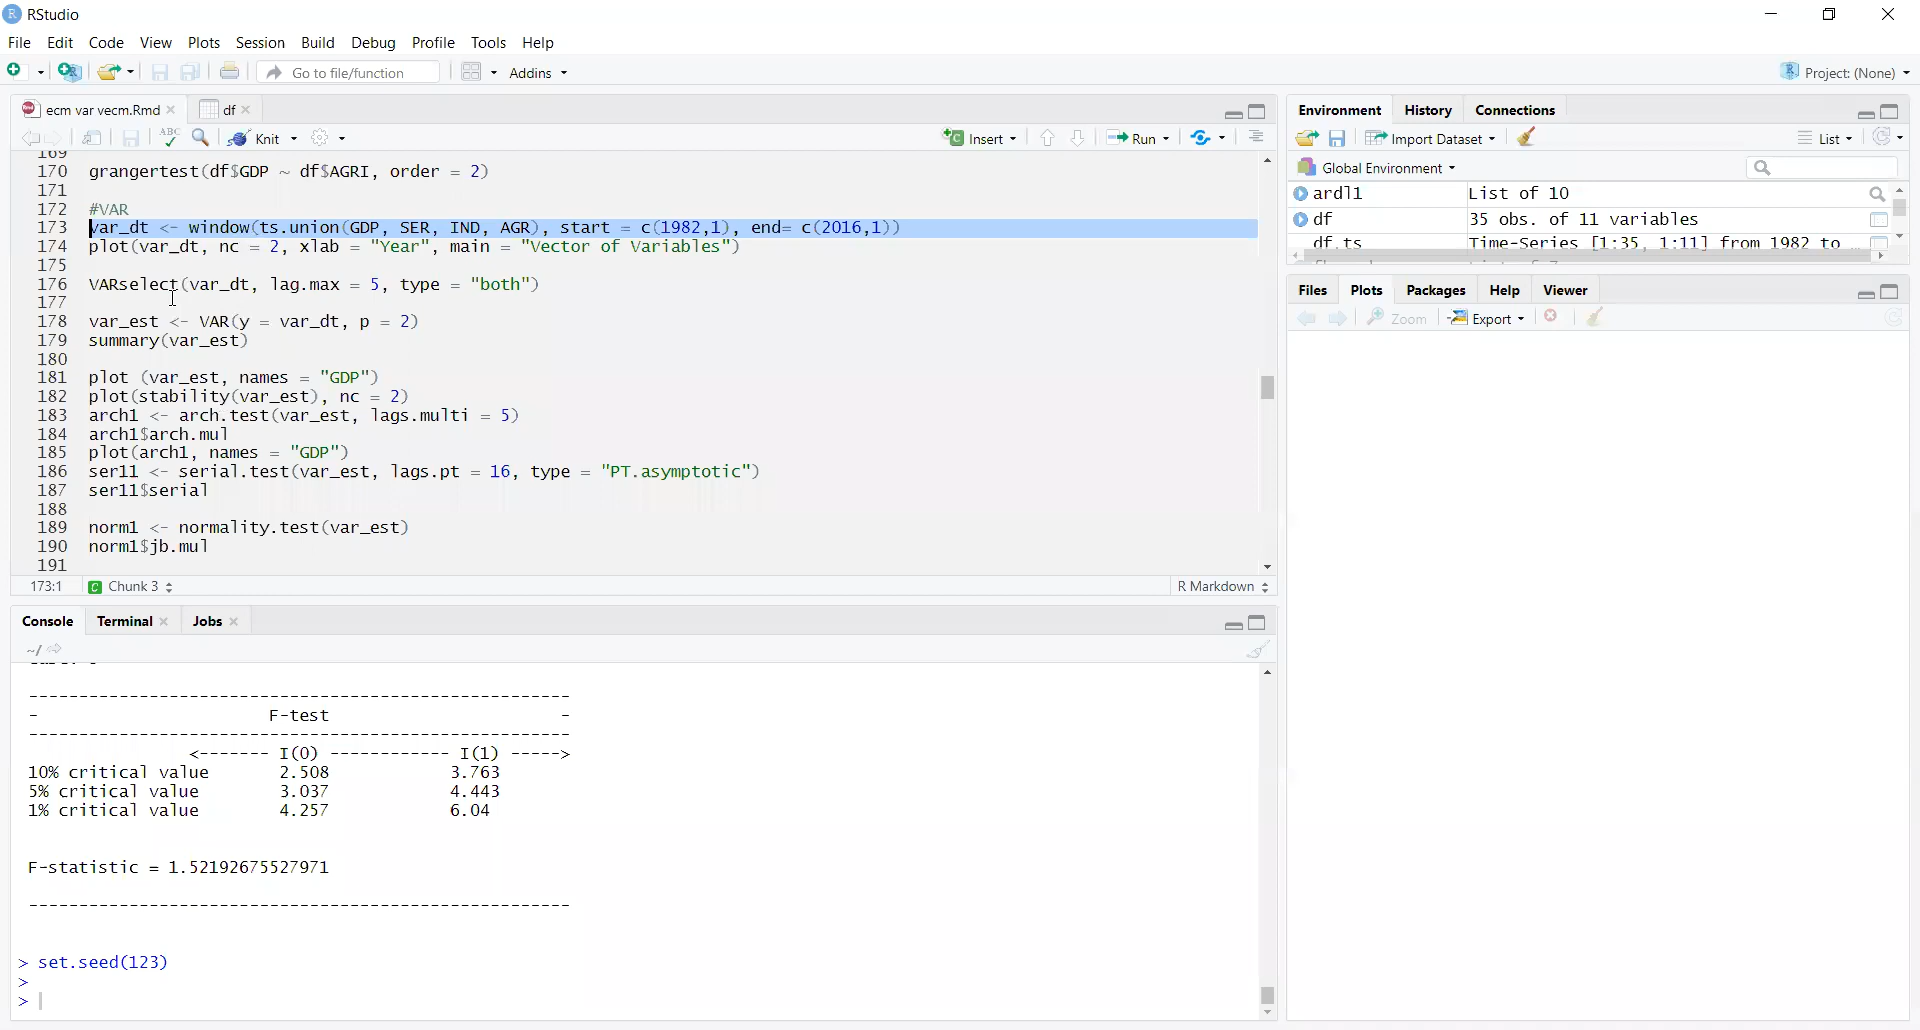 RStudio
File Edit Code View Plots Session Build Debug Profile Tools Help
Go to file/function Addins Project: (None)
ecm var vecm.Rmd df
ABC Knit Insert Run
169
170 grangertest(df$GDP ~ df$AGRI, order = 2)
171
172 #VAR
173 var_dt <- window(ts.union(GDP, SER, IND, AGR), start = c(1982,1), end= c(2016,1))
174 plot(var_dt, nc = 2, xlab = "Year", main = "Vector of Variables")
175
176 VARselect(var_dt, lag.max = 5, type = "both")
177
178 var_est <- VAR(y = var_dt, p = 2)
179 summary(var_est)
180
181 plot (var_est, names = "GDP")
182 plot(stability(var_est), nc = 2)
183 arch1 <- arch.test(var_est, lags.multi = 5)
184 arch1$arch.mul
185 plot(arch1, names = "GDP")
186 ser11 <- serial.test(var_est, lags.pt = 16, type = "PT.asymptotic")
187 ser11$serial
188
189 norm1 <- normality.test(var_est)
190 norm1$jb.mul
191
173:1 Chunk 3 R Markdown
Console Terminal Jobs
~/
------------------------------------------------------
- F-test -
------------------------------------------------------
<------- I(0) ------------ I(1) ----->
10% critical value 2.508 3.763
5% critical value 3.037 4.443
1% critical value 4.257 6.04
F-statistic = 1.52192675527971
------------------------------------------------------
> set.seed(123)
>
>
Environment History Connections
Import Dataset List
Global Environment
ardl1 List of 10
df 35 obs. of 11 variables
df.ts Time-Series [1:35, 1:11] from 1982 to ...
Files Plots Packages Help Viewer
Zoom Export